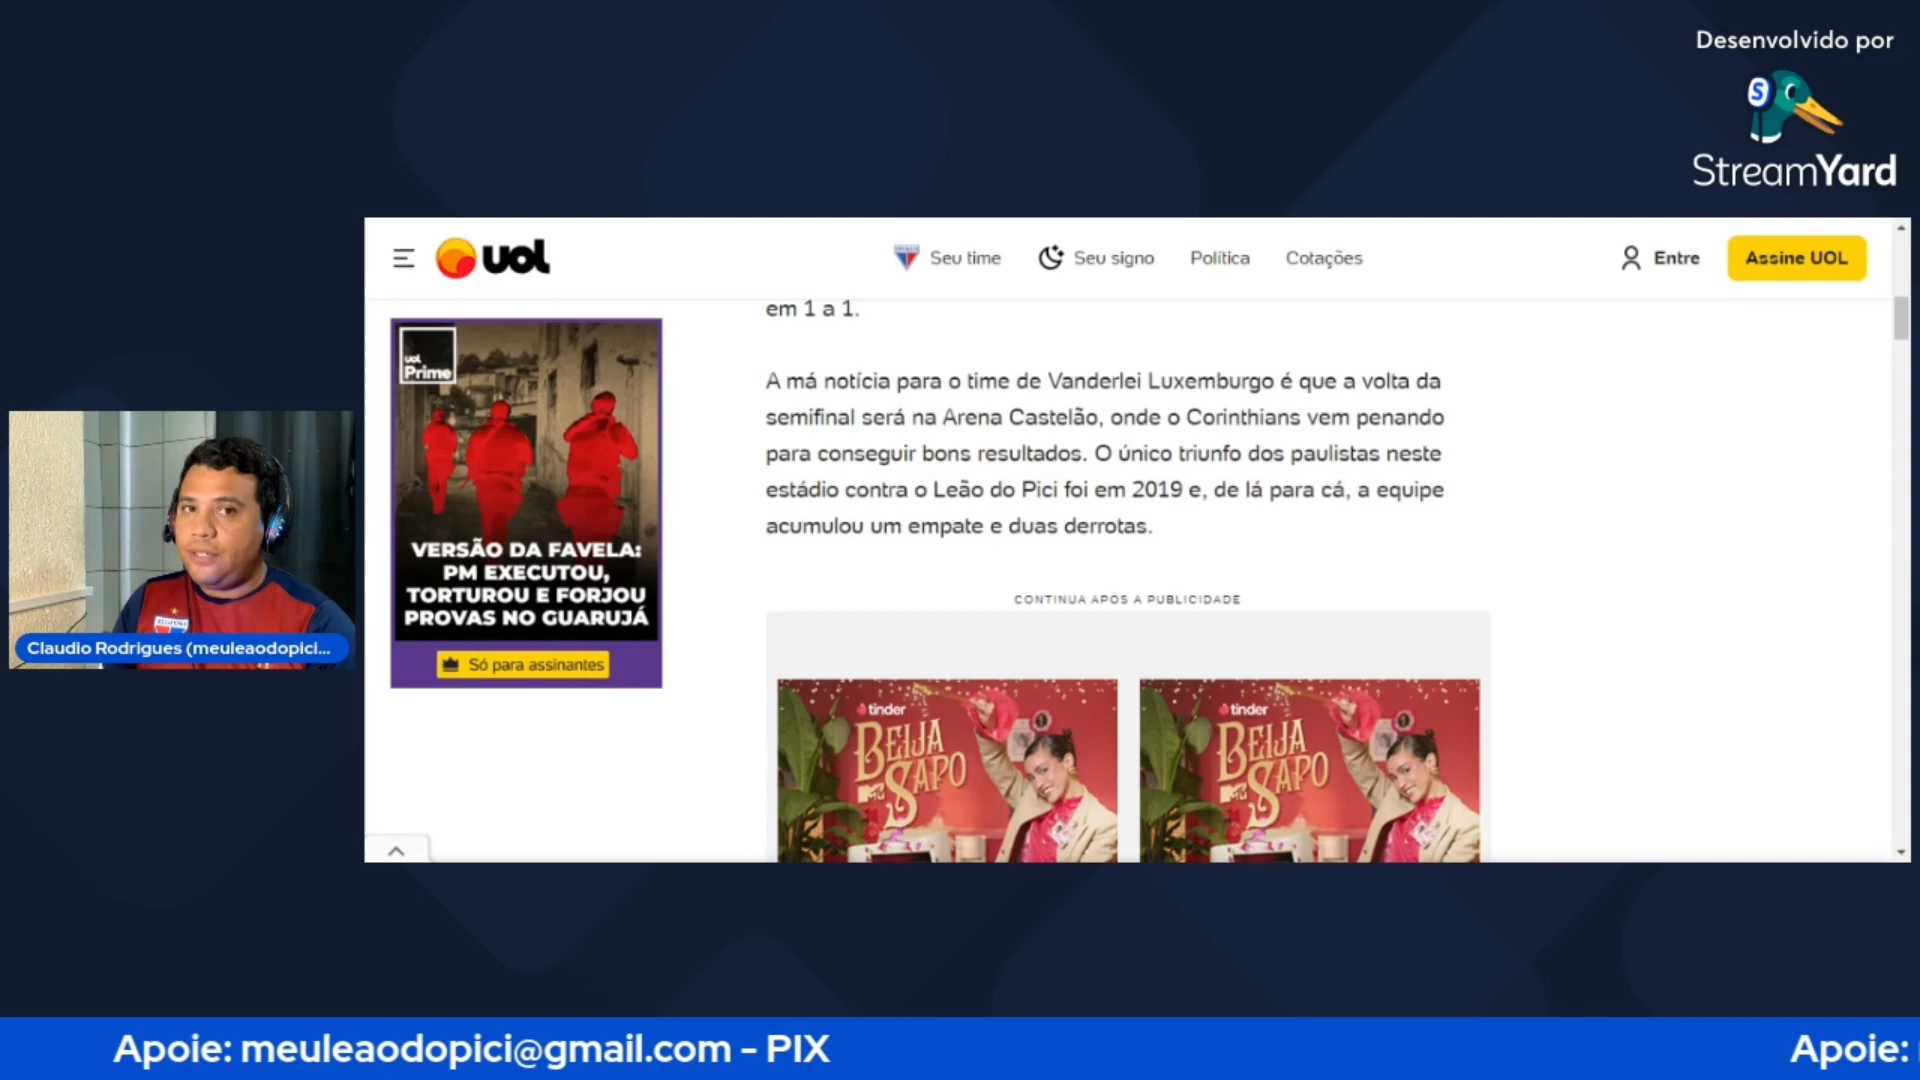 Desenvolvido por
StreamYard
uol
Seu time
Seu signo
Política
Cotações
Entre
Assine UOL
em 1 a 1.
A má notícia para o time de Vanderlei Luxemburgo é que a volta da
semifinal será na Arena Castelão, onde o Corinthians vem penando
para conseguir bons resultados. O único triunfo dos paulistas neste
estádio contra o Leão do Pici foi em 2019 e, de lá para cá, a equipe
acumulou um empate e duas derrotas.
CONTINUA APÓS A PUBLICIDADE
uol
Prime
VERSÃO DA FAVELA:
PM EXECUTOU,
TORTUROU E FORJOU
PROVAS NO GUARUJÁ
Só para assinantes
tinder
BEIJA
MTV SAPO
tinder
BEIJA
MTV SAPO
Claudio Rodrigues (meuleaodopici...
Apoie: meuleaodopici@gmail.com - PIX
Apoie: